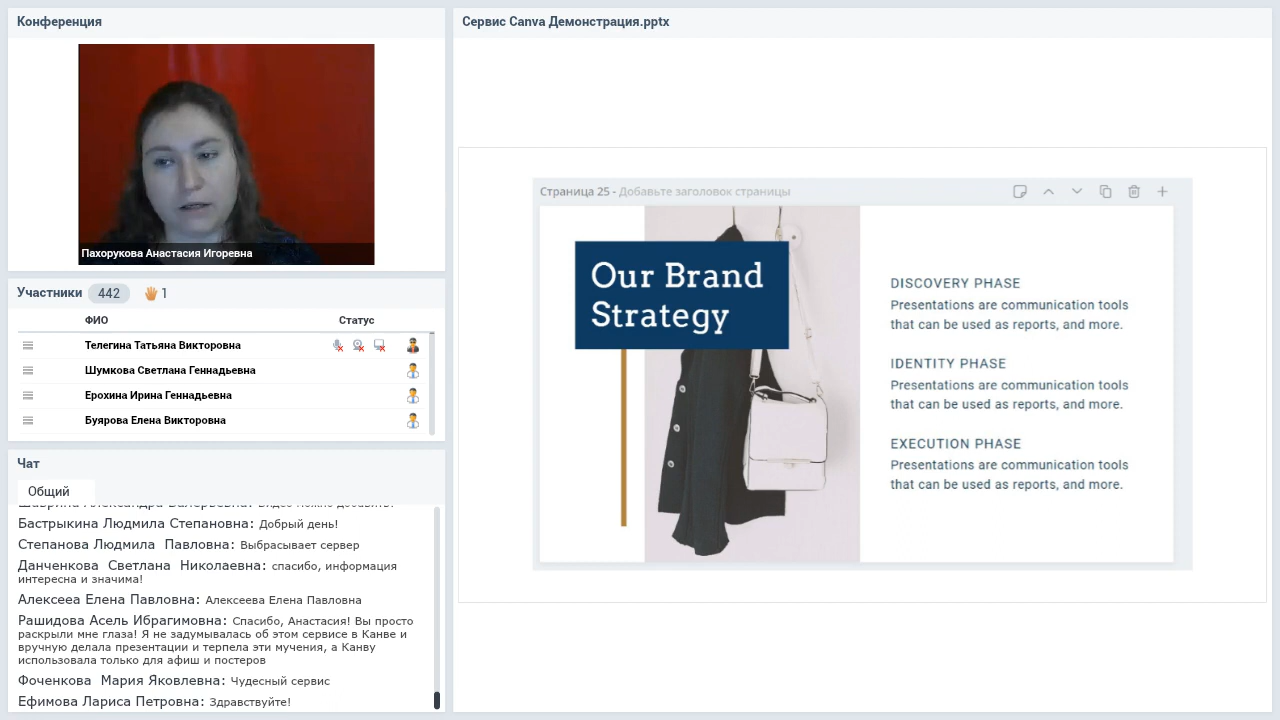 Конференция
Пахорукова Анастасия Игоревна
Участники 442 1
ФИО Статус
Телегина Татьяна Викторовна
Шумкова Светлана Геннадьевна
Ерохина Ирина Геннадьевна
Буярова Елена Викторовна
Чат
Общий
Бастрыкина Людмила Степановна: Добрый день!
Степанова Людмила Павловна: Выбрасывает сервер
Данченкова Светлана Николаевна: спасибо, информация
интересна и значима!
Алексееа Елена Павловна: Алексеева Елена Павловна
Рашидова Асель Ибрагимовна: Спасибо, Анастасия! Вы просто
раскрыли мне глаза! Я не задумывалась об этом сервисе в Канве и
вручную делала презентации и терпела эти мучения, а Канву
использовала только для афиш и постеров
Фоченкова Мария Яковлевна: Чудесный сервис
Ефимова Лариса Петровна: Здравствуйте!
Сервис Canva Демонстрация.pptx
Страница 25 - Добавьте заголовок страницы
Our Brand
Strategy
DISCOVERY PHASE
Presentations are communication tools
that can be used as reports, and more.
IDENTITY PHASE
Presentations are communication tools
that can be used as reports, and more.
EXECUTION PHASE
Presentations are communication tools
that can be used as reports, and more.